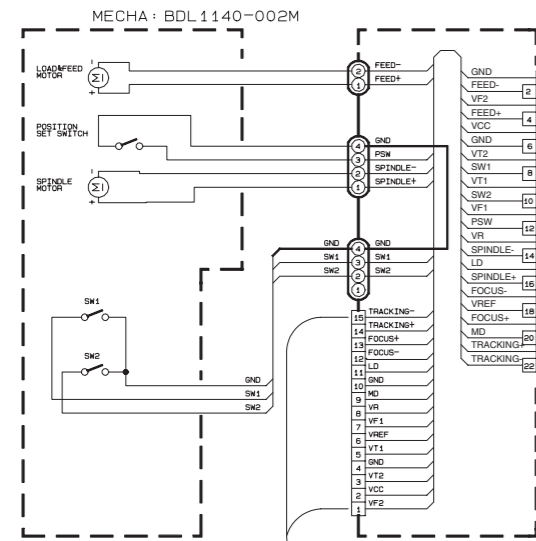 MECHA: BDL1140-002M
LOAD&FEED
MOTOR
M
-
+
2 FEED-
1 FEED+
POSITION
SET SWITCH
4 GND
3 PSW
2 SPINDLE-
1 SPINDLE+
SPINDLE
MOTOR
M
-
+
GND 4 GND
SW1 3 SW1
SW2 2 SW2
1
SW1
SW2
GND
SW1
SW2
15 TRACKING-
14 TRACKING+
13 FOCUS+
12 FOCUS-
11 LD
10 GND
9 MD
8 VR
7 VF1
6 VREF
5 VT1
4 GND
3 VT2
2 VCC
1 VF2
GND
FEED- 2
VF2
FEED+ 4
VCC
GND 6
VT2
SW1 8
VT1
SW2 10
VF1
PSW 12
VR
SPINDLE- 14
LD
SPINDLE+ 16
FOCUS-
VREF 18
FOCUS+
MD 20
TRACKING+
TRACKING- 22